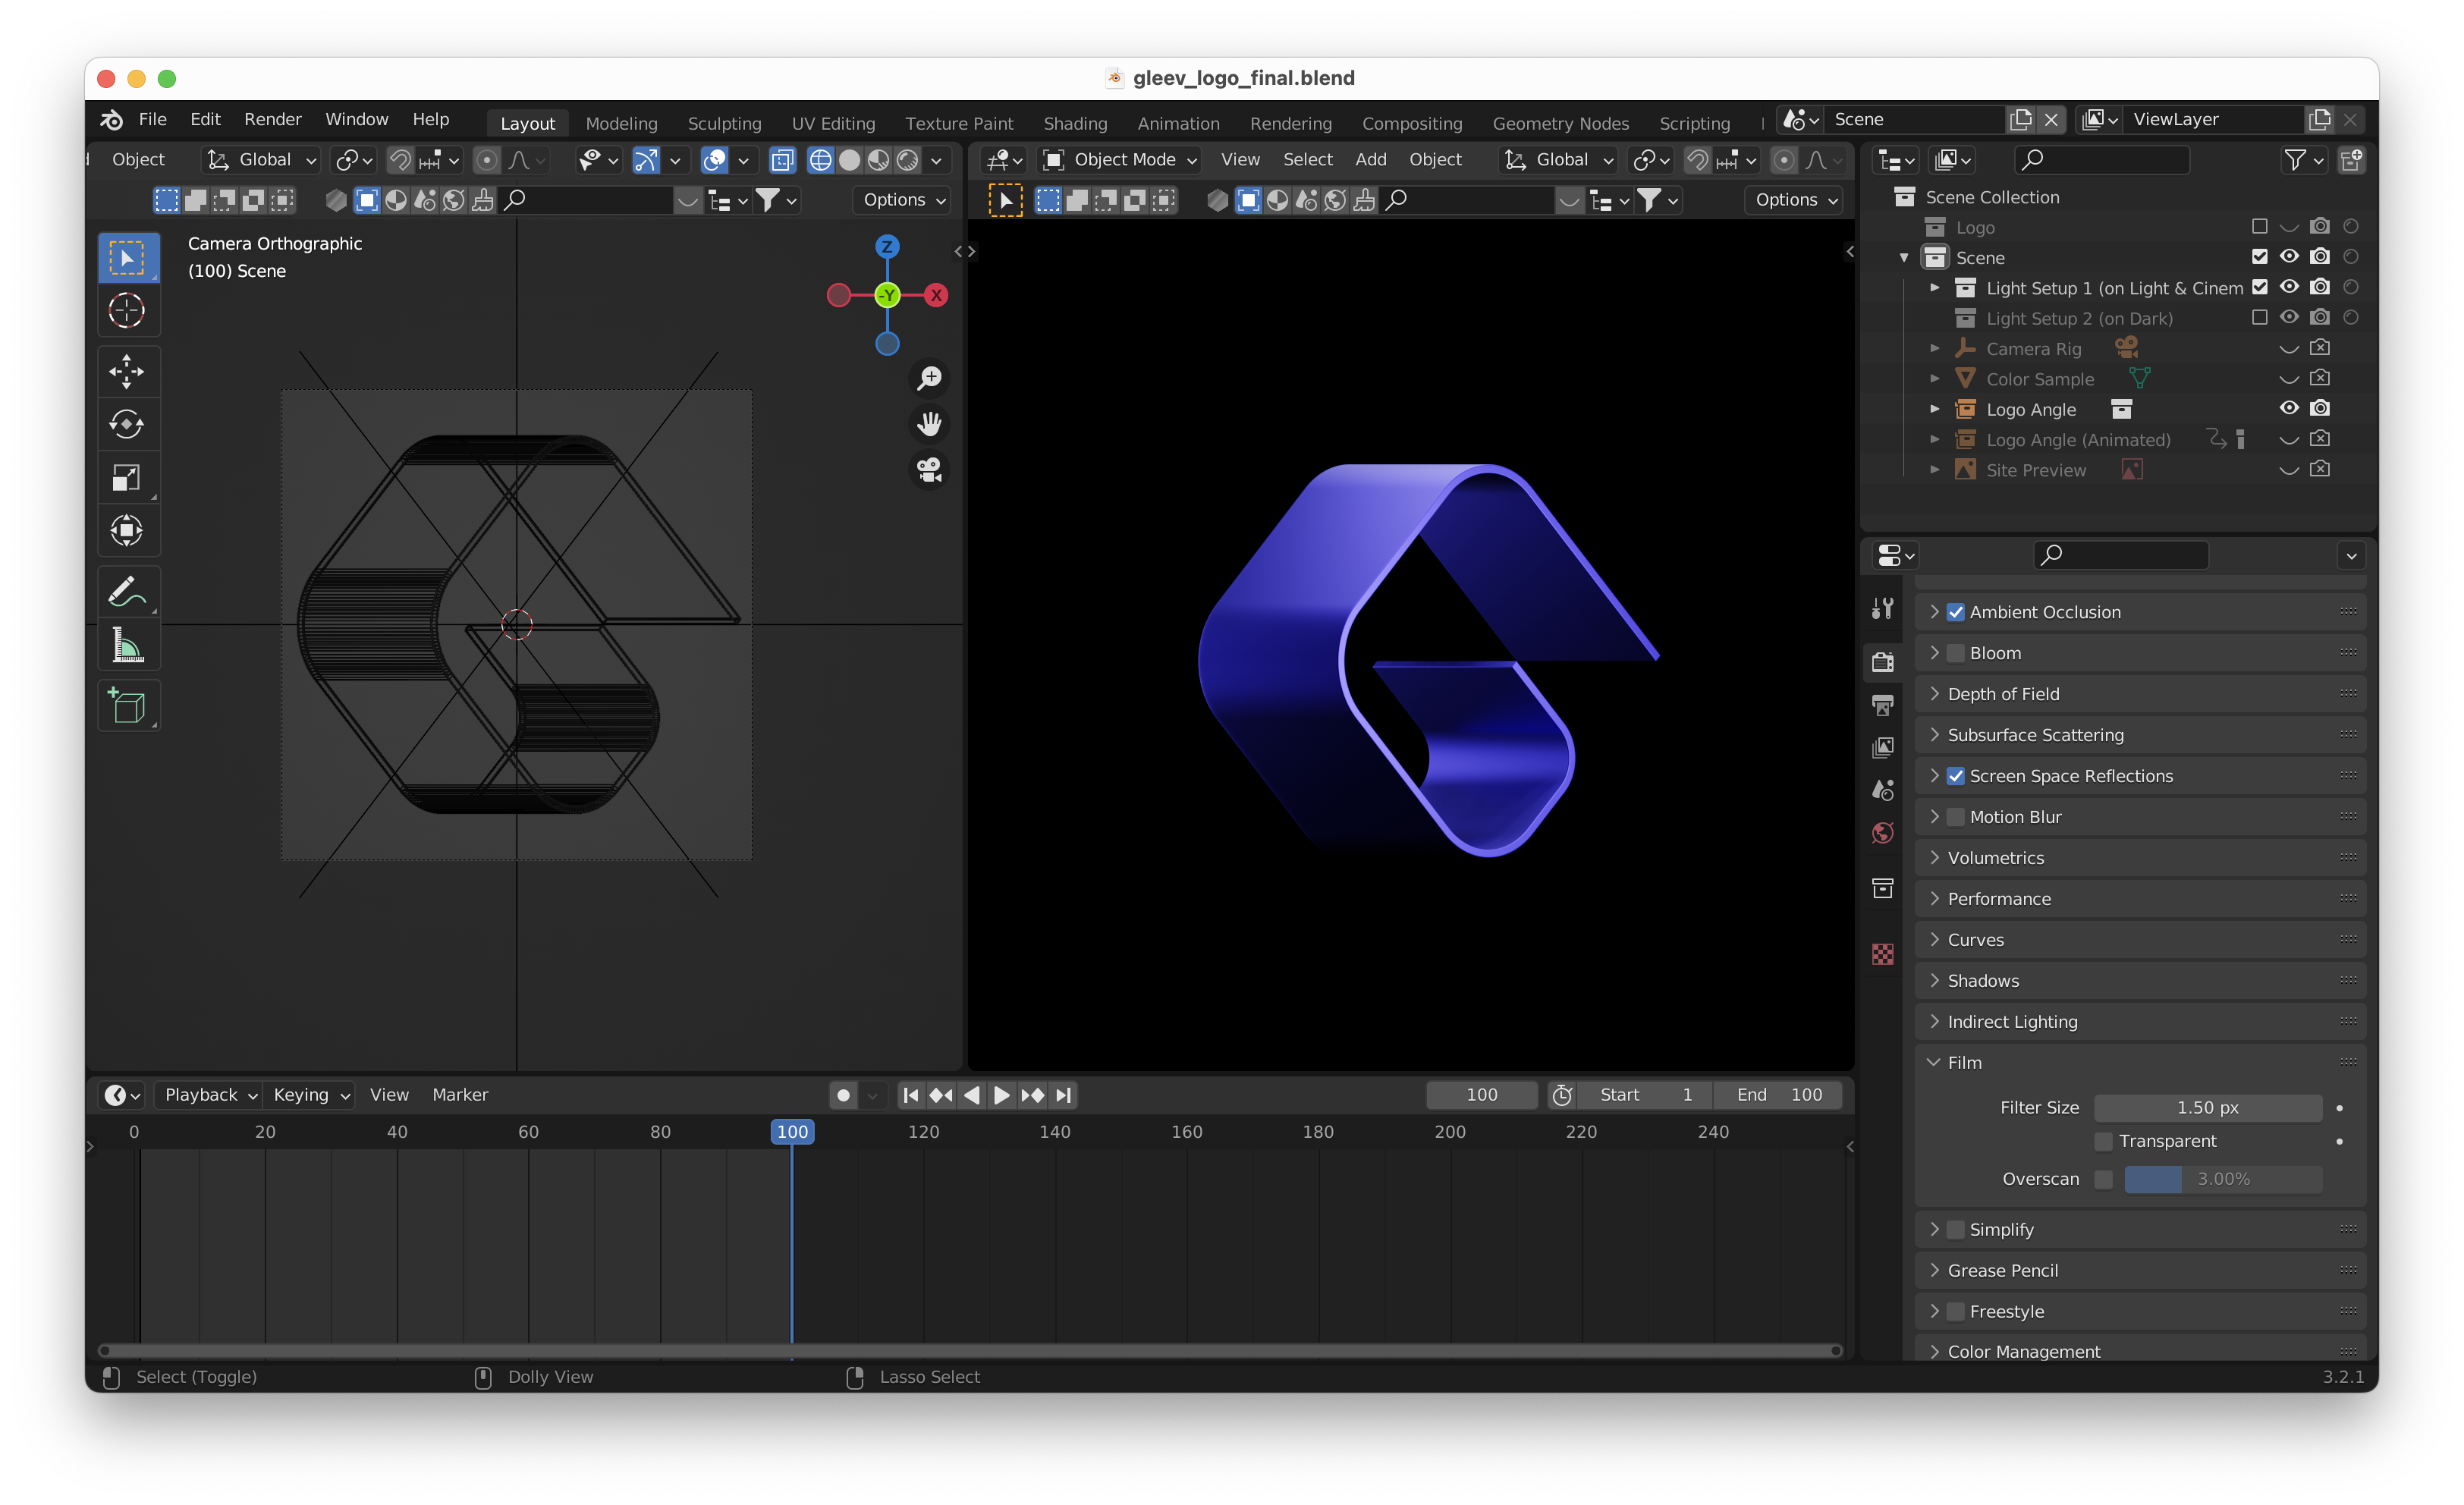 gleev_logo_final.blend
File Edit Render Window Help Layout Modeling Sculpting UV Editing Texture Paint Shading Animation Rendering Compositing Geometry Nodes Scripting Scene ViewLayer
Object Global Object Mode View Select Add Object Global
Options Options
Camera Orthographic
(100) Scene
Z
-Y X
Scene Collection
Logo
Scene
Light Setup 1 (on Light & Cinem
Light Setup 2 (on Dark)
Camera Rig
Color Sample
Logo Angle
Logo Angle (Animated)
Site Preview
Ambient Occlusion
Bloom
Depth of Field
Subsurface Scattering
Screen Space Reflections
Motion Blur
Volumetrics
Performance
Curves
Shadows
Indirect Lighting
Film
Filter Size 1.50 px
Transparent
Overscan 3.00%
Simplify
Grease Pencil
Freestyle
Color Management
Playback Keying View Marker 100 Start 1 End 100
0 20 40 60 80 100 120 140 160 180 200 220 240
Select (Toggle) Dolly View Lasso Select 3.2.1